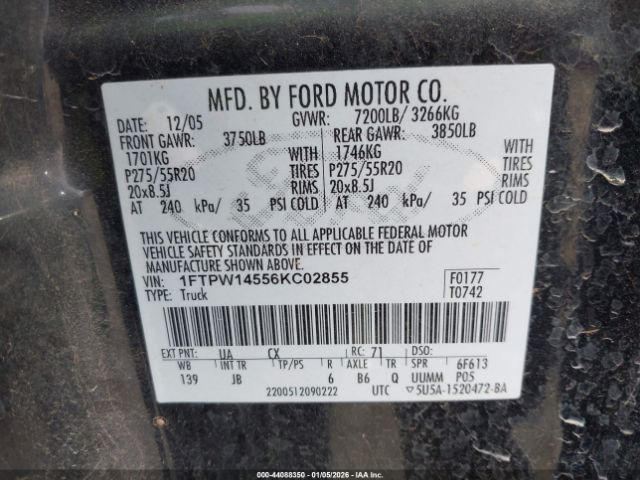 MFD. BY FORD MOTOR CO.
DATE: 12/05 GVWR: 7200LB/ 3266KG
FRONT GAWR: 3750LB REAR GAWR: 3850LB
1701KG WITH 1746KG WITH
P275/55R20 TIRES P275/55R20 TIRES
20x8.5J RIMS 20x8.5J RIMS
AT 240 kPa/ 35 PSI COLD AT 240 kPa/ 35 PSI COLD
THIS VEHICLE CONFORMS TO ALL APPLICABLE FEDERAL MOTOR
VEHICLE SAFETY STANDARDS IN EFFECT ON THE DATE OF
MANUFACTURE SHOWN ABOVE.
VIN: 1FTPW14556KC02855 F0177
TYPE: Truck T0742
EXT PNT: UA CX RC: 71 DSO:
WB INT TR TP/PS R AXLE TR SPR 6F613
139 JB 6 B6 Q UUMM P05
2200512090222 UTC ▽ 5U5A-1520472-BA
000-44088350 - 01/05/2026 - IAA Inc.